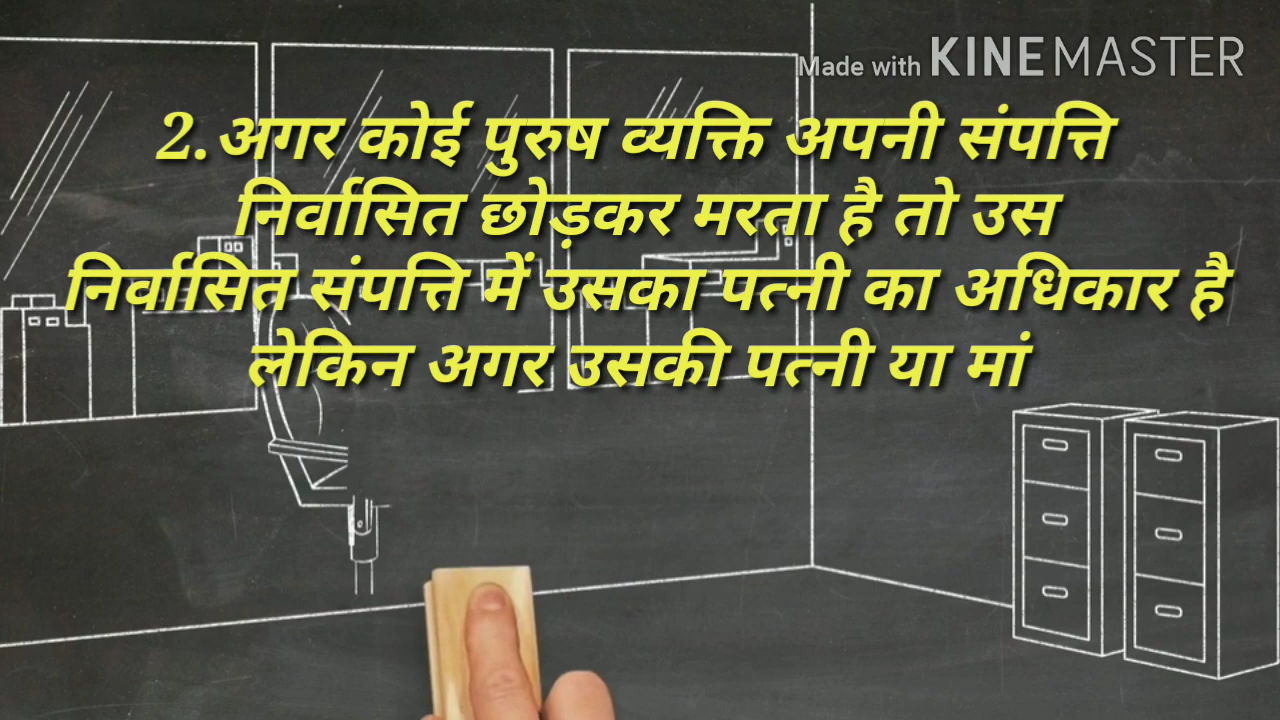 Made with KINEMASTER
2.अगर कोई पुरुष व्यक्ति अपनी संपत्ति
निर्वासित छोड़कर मरता है तो उस
निर्वासित संपत्ति में उसका पत्नी का अधिकार है
लेकिन अगर उसकी पत्नी या मां